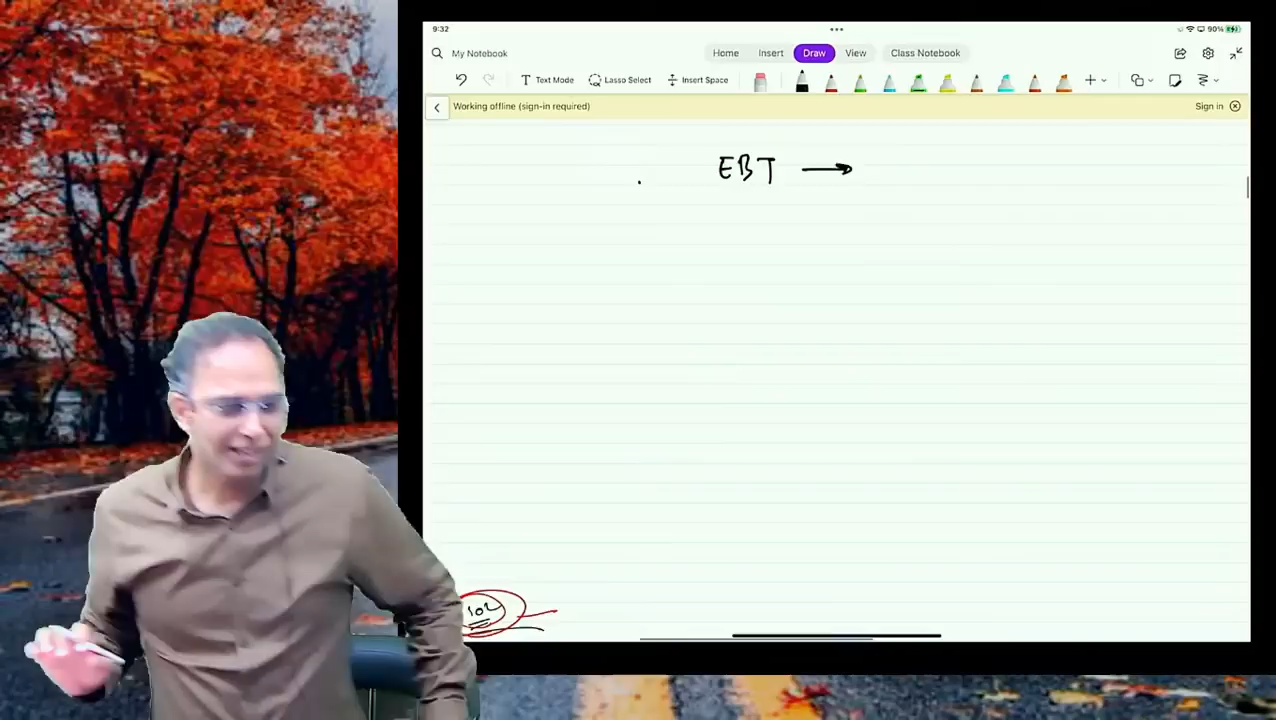 9:32
90%
My Notebook
Home Insert Draw View Class Notebook
Text Mode Lasso Select Insert Space
Working offline (sign-in required) Sign in
EBT →
102